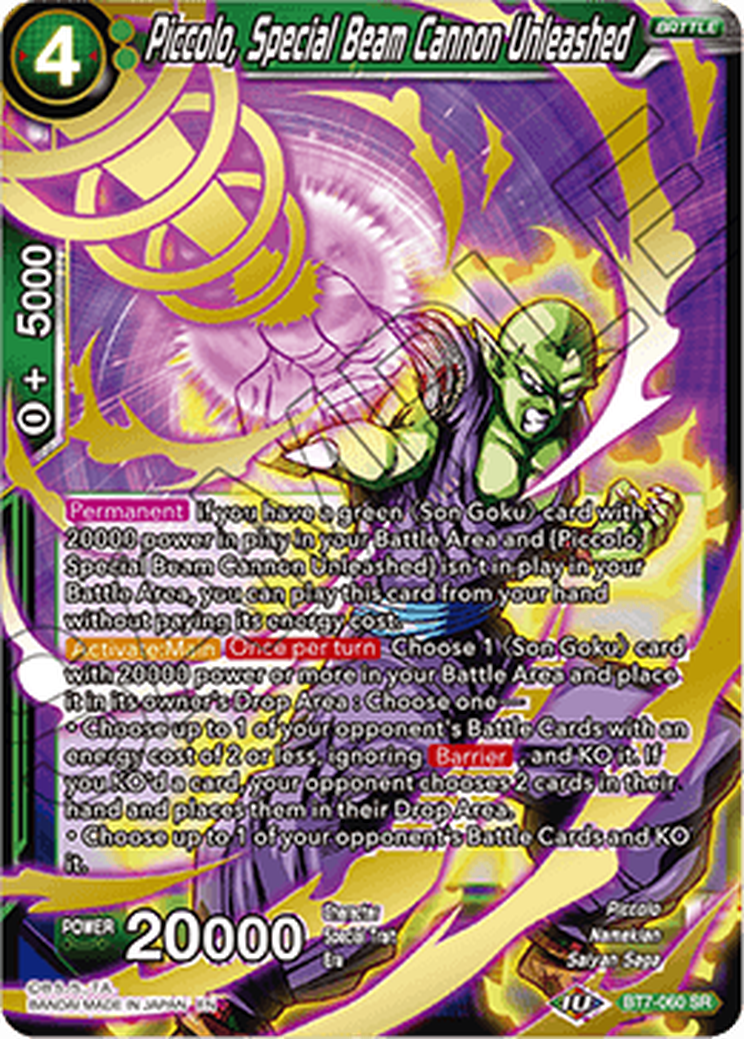 4
Piccolo, Special Beam Cannon Unleashed
BATTLE
0 + 5000
SAMPLE
Permanent If you have a green 《Son Goku》 card with
20000 power in play in your Battle Area and {Piccolo,
Special Beam Cannon Unleashed} isn't in play in your
Battle Area, you can play this card from your hand
without paying its energy cost.
Activate:Main Once per turn Choose 1 《Son Goku》 card
with 20000 power or more in your Battle Area and place
it in its owner's Drop Area : Choose one—
• Choose up to 1 of your opponent's Battle Cards with an
energy cost of 2 or less, ignoring Barrier , and KO it. If
you KO'd a card, your opponent chooses 2 cards in their
hand and places them in their Drop Area.
• Choose up to 1 of your opponent's Battle Cards and KO
it.
POWER 20000
Character Piccolo
Special Trait Namekian
Era Saiyan Saga
©B.S./S.,T.A.
BANDAI MADE IN JAPAN, EN
IU BT7-060 SR